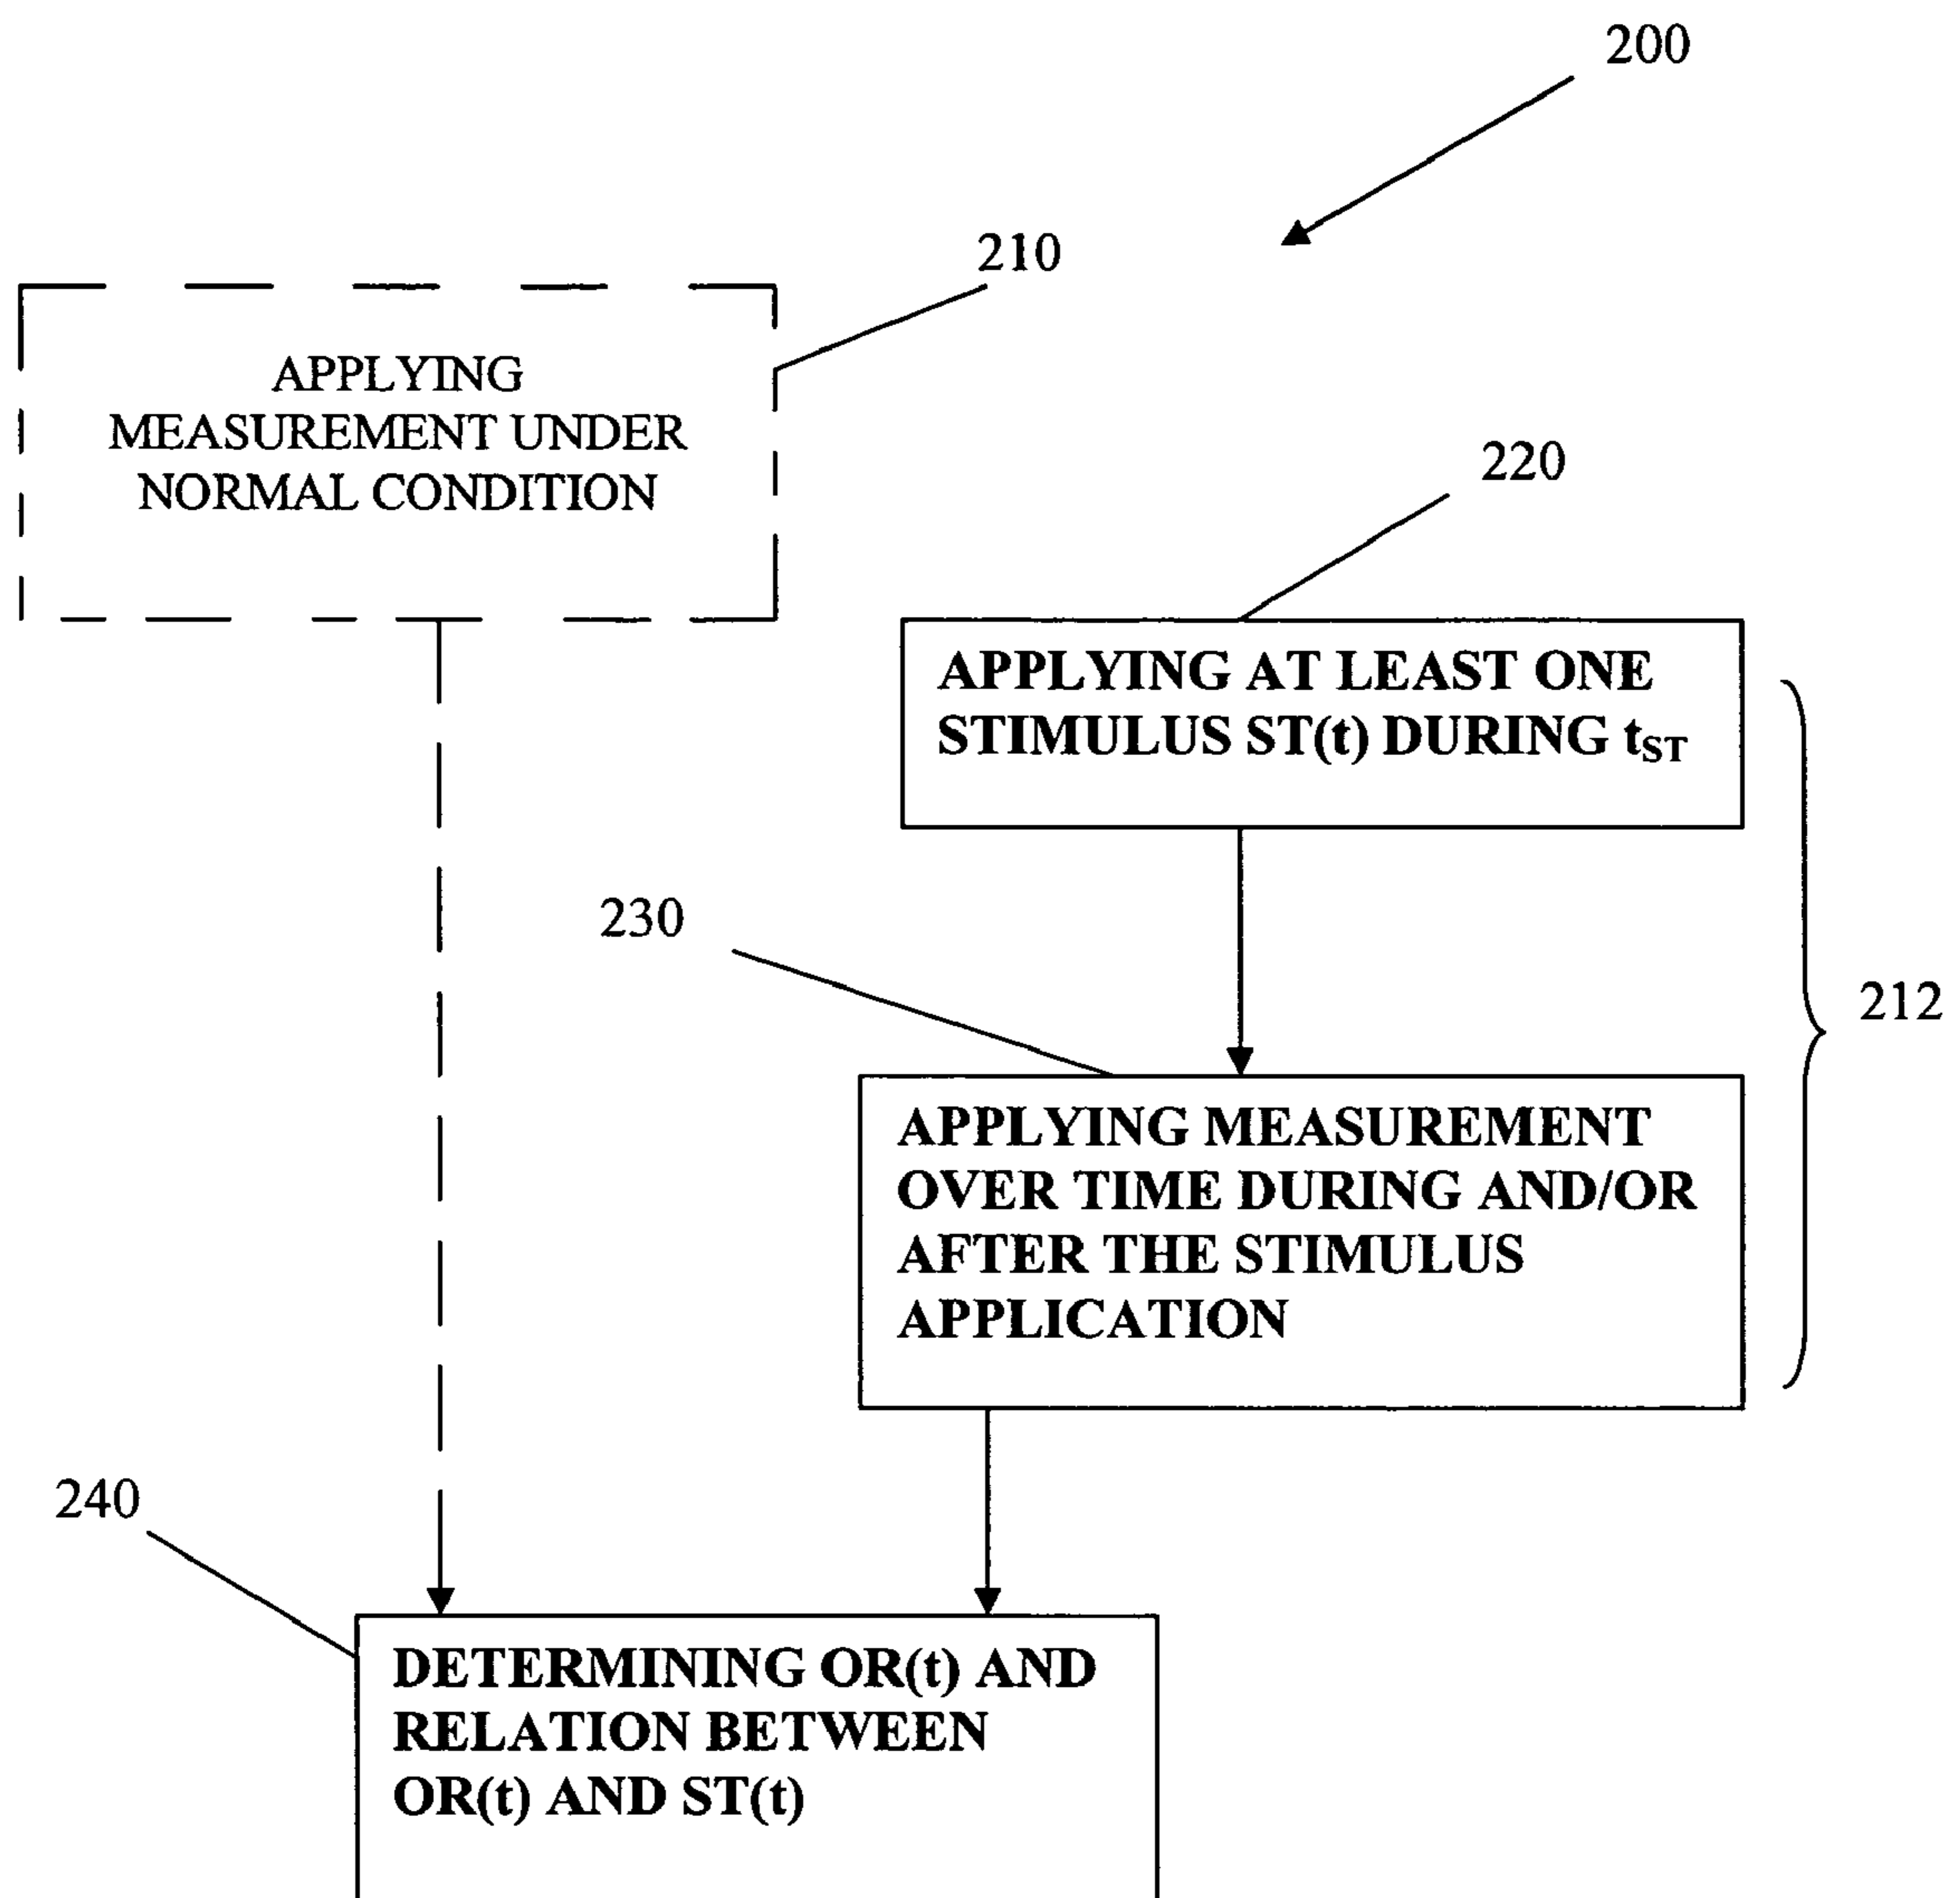 200
210
APPLYING
MEASUREMENT UNDER
NORMAL CONDITION
220
APPLYING AT LEAST ONE
STIMULUS ST(t) DURING tST
230
212
APPLYING MEASUREMENT
OVER TIME DURING AND/OR
AFTER THE STIMULUS
APPLICATION
240
DETERMINING OR(t) AND
RELATION BETWEEN
OR(t) AND ST(t)